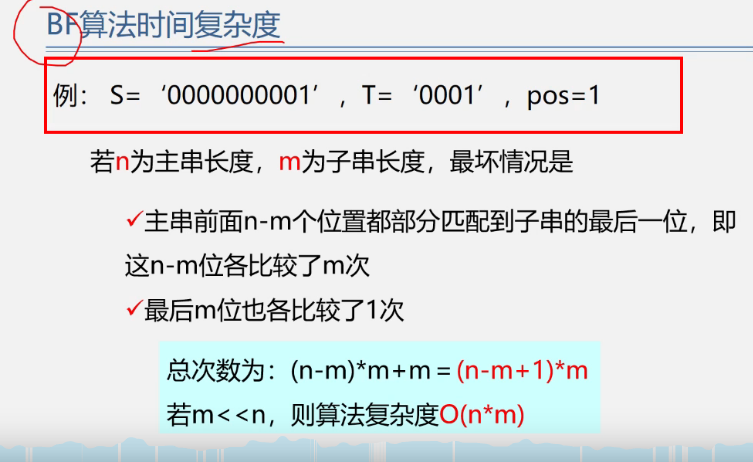 BF算法时间复杂度
例： S=‘0000000001’，T=‘0001’，pos=1
若n为主串长度，m为子串长度，最坏情况是
✓主串前面n-m个位置都部分匹配到子串的最后一位，即
这n-m位各比较了m次
✓最后m位也各比较了1次
总次数为：(n-m)*m+m＝(n-m+1)*m
若m<<n，则算法复杂度O(n*m)